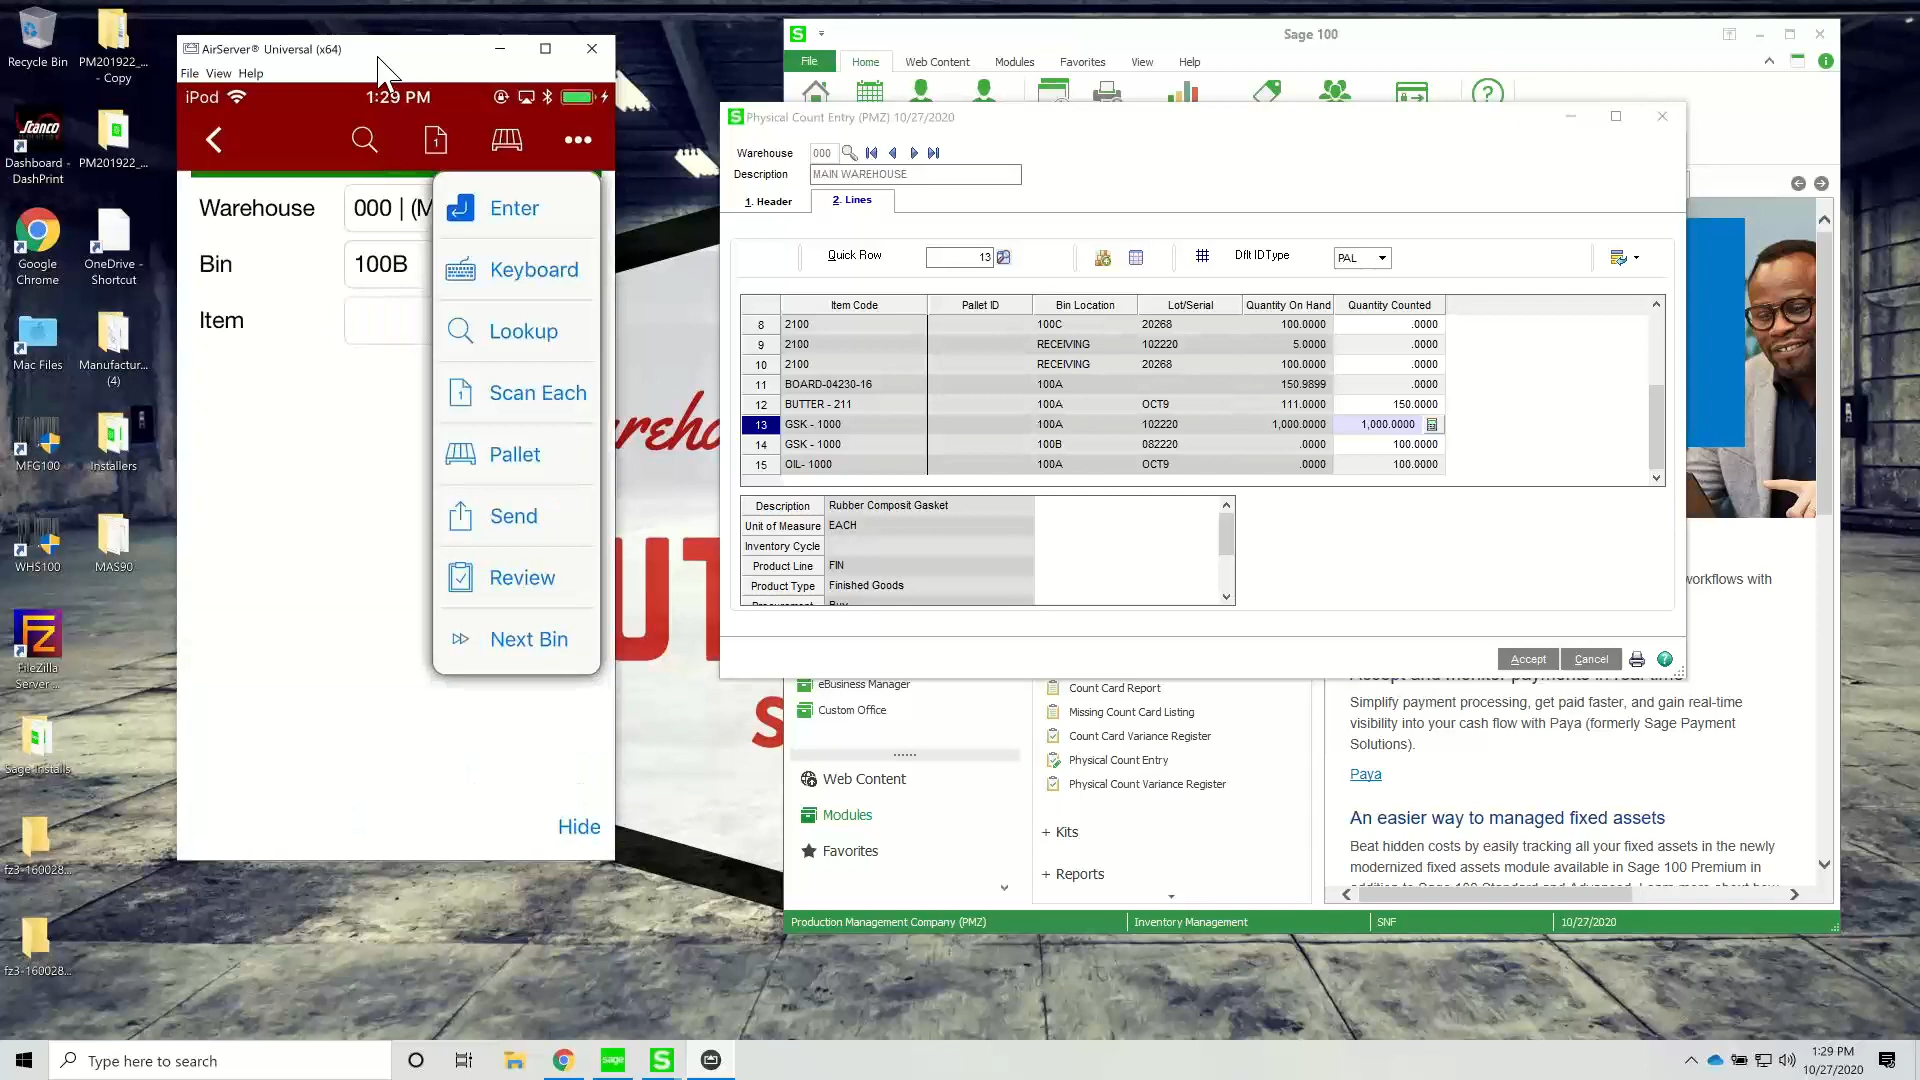 Recycle Bin
PM201922_...
- Copy
Scanco
Dashboard -
DashPrint
PM201922_...
Google
Chrome
OneDrive -
Shortcut
Mac Files
Manufactur...
(4)
MFG100
Installers
WHS100
MAS90
FileZilla
Server ...
Sage Installs
fz3-160028...
fz3-160028...
AirServer® Universal (x64)
File View Help
iPod
1:29 PM
1
Warehouse
000 | (M
Bin
100B
Item
Enter
Keyboard
Lookup
Scan Each
Pallet
Send
Review
Next Bin
Hide
Sage 100
File
Home
Web Content
Modules
Favorites
View
Help
Physical Count Entry (PMZ) 10/27/2020
Warehouse
000
Description
MAIN WAREHOUSE
1. Header
2. Lines
Quick Row
13
Dflt IDType
PAL
Item Code Pallet ID Bin Location Lot/Serial Quantity On Hand Quantity Counted
8 2100 100C 20268 100.0000 .0000
9 2100 RECEIVING 102220 5.0000 .0000
10 2100 RECEIVING 20268 100.0000 .0000
11 BOARD-04230-16 100A 150.9899 .0000
12 BUTTER - 211 100A OCT9 111.0000 150.0000
13 GSK - 1000 100A 102220 1,000.0000 1,000.0000
14 GSK - 1000 100B 082220 .0000 100.0000
15 OIL- 1000 100A OCT9 .0000 100.0000
Description Rubber Composit Gasket
Unit of Measure EACH
Inventory Cycle
Product Line FIN
Product Type Finished Goods
Procurement Buy
Accept
Cancel
eBusiness Manager
Custom Office
Web Content
Modules
Favorites
Count Card Report
Missing Count Card Listing
Count Card Variance Register
Physical Count Entry
Physical Count Variance Register
+ Kits
+ Reports
workflows with
Accept and monitor payments in real-time
Simplify payment processing, get paid faster, and gain real-time
visibility into your cash flow with Paya (formerly Sage Payment
Solutions).
Paya
An easier way to managed fixed assets
Beat hidden costs by easily tracking all your fixed assets in the newly
modernized fixed assets module available in Sage 100 Premium in
Production Management Company (PMZ)
Inventory Management
SNF
10/27/2020
Type here to search
sage
1:29 PM
10/27/2020